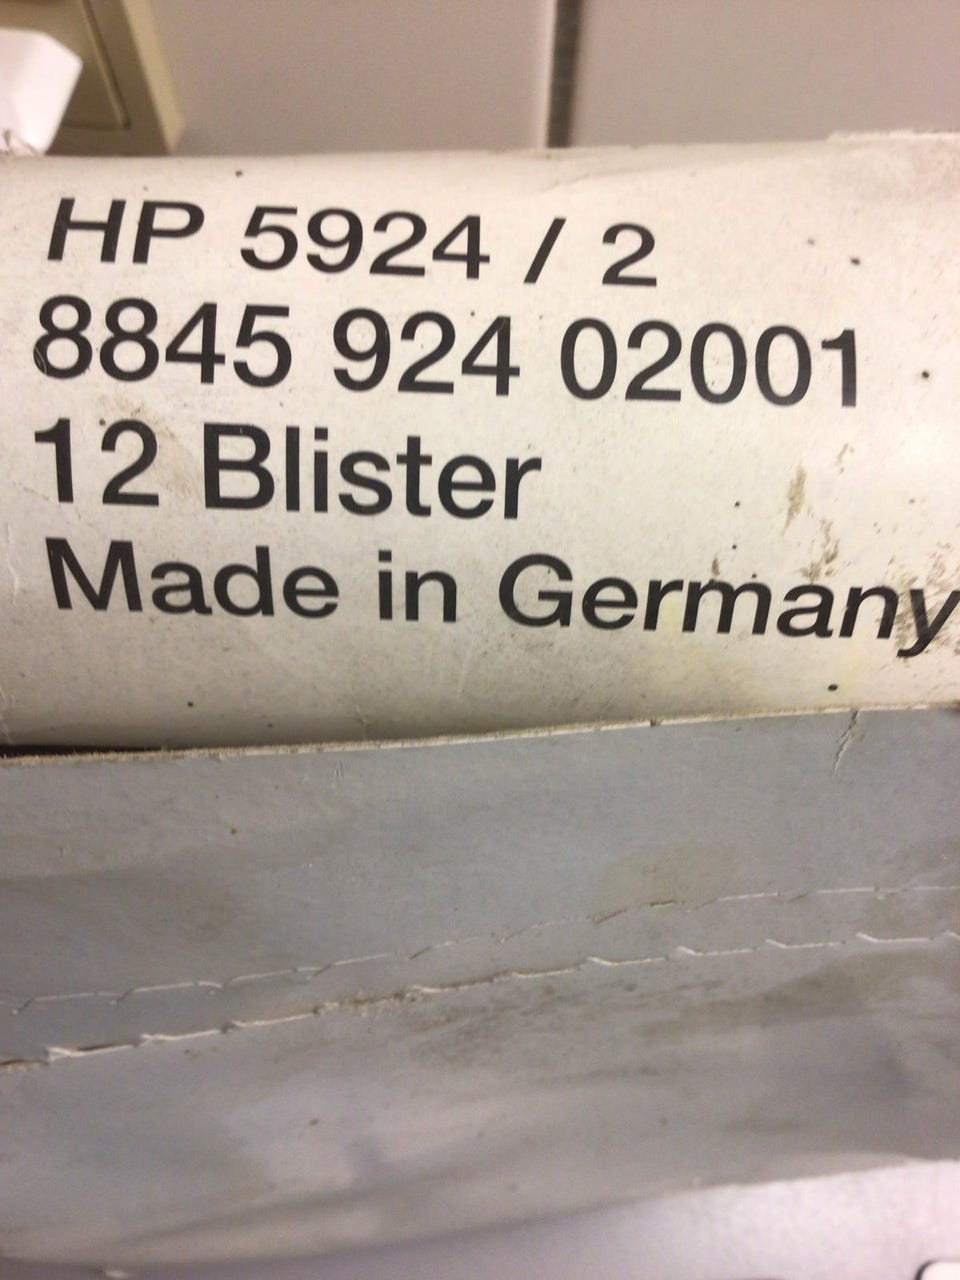 HP 5924 / 2
8845 924 02001
12 Blister
Made in Germany